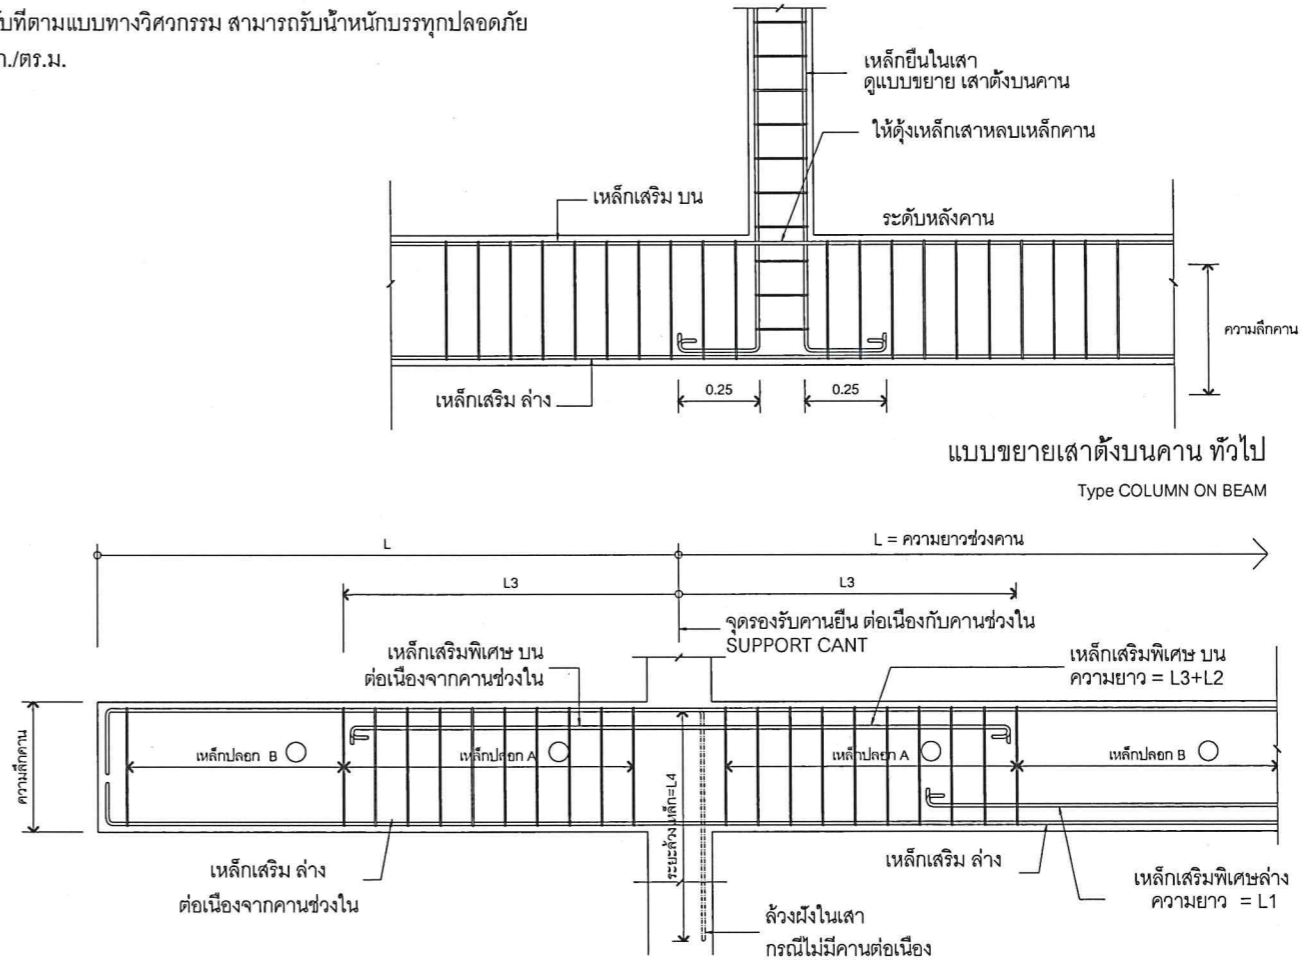 ตามแบบทางวิศวกรรม สามารถรับน้ำหนักบรรทุกปลอดภัย
./ตร.ม.
เหล็กยืนในเสา
ดูแบบขยาย เสาตั้งบนคาน
ให้ดุ้งเหล็กเสาหลบเหล็กคาน
เหล็กเสริม บน
ระดับหลังคาน
ความลึกคาน
เหล็กเสริม ล่าง
0.25
0.25
แบบขยายเสาตั้งบนคาน ทั่วไป
Type COLUMN ON BEAM
L
L = ความยาวช่วงคาน
L3
L3
จุดรองรับคานยืน ต่อเนื่องกับคานช่วงใน
SUPPORT CANT
เหล็กเสริมพิเศษ บน
ต่อเนื่องจากคานช่วงใน
เหล็กเสริมพิเศษ บน
ความยาว = L3+L2
ความลึกคาน
เหล็กปลอก B
เหล็กปลอก A
เหล็กปลอก A
เหล็กปลอก B
ระยะล้วงเหล็ก=L4
เหล็กเสริม ล่าง
ต่อเนื่องจากคานช่วงใน
เหล็กเสริม ล่าง
เหล็กเสริมพิเศษล่าง
ความยาว = L1
ล้วงฝังในเสา
กรณีไม่มีคานต่อเนื่อง